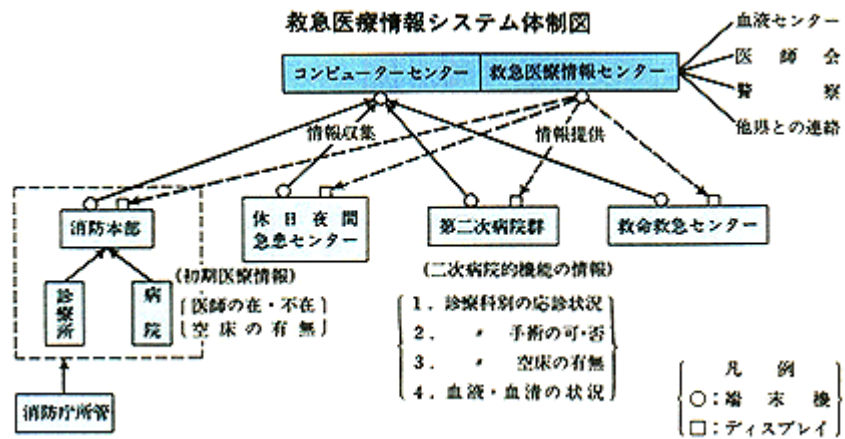 救急医療情報システム体制図
血液センター
医師会
警察
他県との連絡
コンピューターセンター
救急医療情報センター
情報収集
情報提供
消防本部
休日夜間
急患センター
第二次病院群
救命救急センター
診療所
病院
(初期医療情報)
医師の在・不在
空床の有無
(二次病院的機能の情報)
1. 診療科別の応診状況
2. 〃 手術の可・否
3. 〃 空床の有無
4. 血液・血清の状況
消防庁所管
凡例
○:端末機
□:ディスプレイ